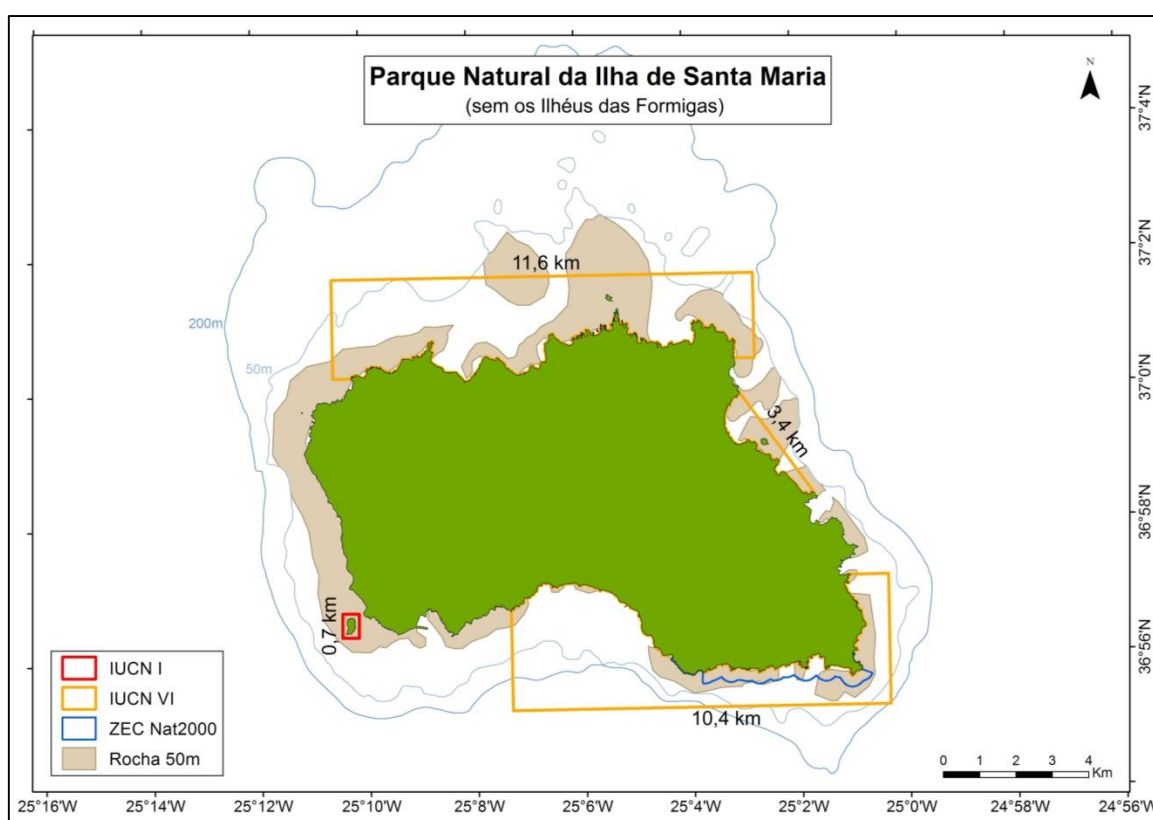 Parque Natural da Ilha de Santa Maria
(sem os Ilhéus das Formigas)
N
37°4'N
37°2'N
37°0'N
36°58'N
36°56'N
11,6 km
200m
50m
3,4 km
0,7 km
10,4 km
IUCN I
IUCN VI
ZEC Nat2000
Rocha 50m
0 1 2 3 4
Km
25°16'W 25°14'W 25°12'W 25°10'W 25°8'W 25°6'W 25°4'W 25°2'W 25°0'W 24°58'W 24°56'W